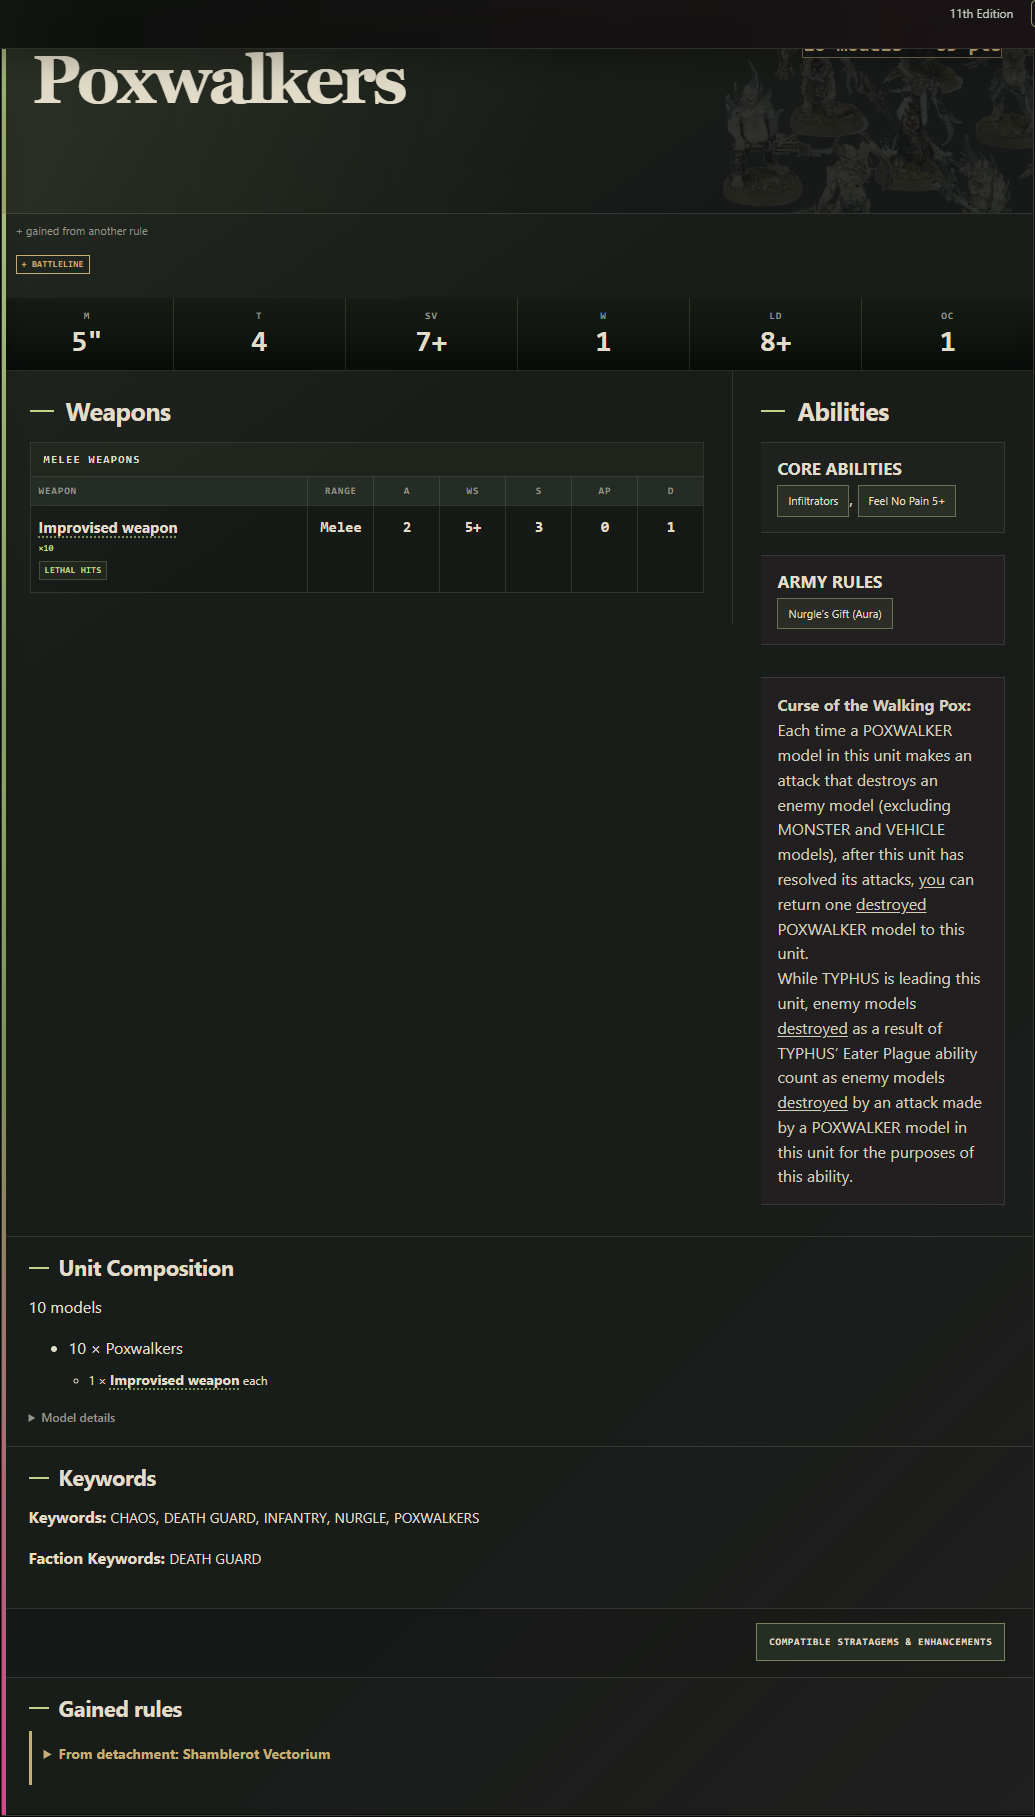 11th Edition
Poxwalkers
+ gained from another rule
+ BATTLELINE
M
T
SV
W
LD
OC
5"
4
7+
1
8+
1
Weapons
MELEE WEAPONS
WEAPON
RANGE
A
WS
S
AP
D
Improvised weapon
Melee
2
5+
3
0
1
×10
LETHAL HITS
Abilities
CORE ABILITIES
Infiltrators, Feel No Pain 5+
ARMY RULES
Nurgle's Gift (Aura)
Curse of the Walking Pox:
Each time a POXWALKER
model in this unit makes an
attack that destroys an
enemy model (excluding
MONSTER and VEHICLE
models), after this unit has
resolved its attacks, you can
return one destroyed
POXWALKER model to this
unit.
While TYPHUS is leading this
unit, enemy models
destroyed as a result of
TYPHUS’ Eater Plague ability
count as enemy models
destroyed by an attack made
by a POXWALKER model in
this unit for the purposes of
this ability.
Unit Composition
10 models
10 × Poxwalkers
1 × Improvised weapon each
Model details
Keywords
Keywords: CHAOS, DEATH GUARD, INFANTRY, NURGLE, POXWALKERS
Faction Keywords: DEATH GUARD
COMPATIBLE STRATAGEMS & ENHANCEMENTS
Gained rules
From detachment: Shamblerot Vectorium